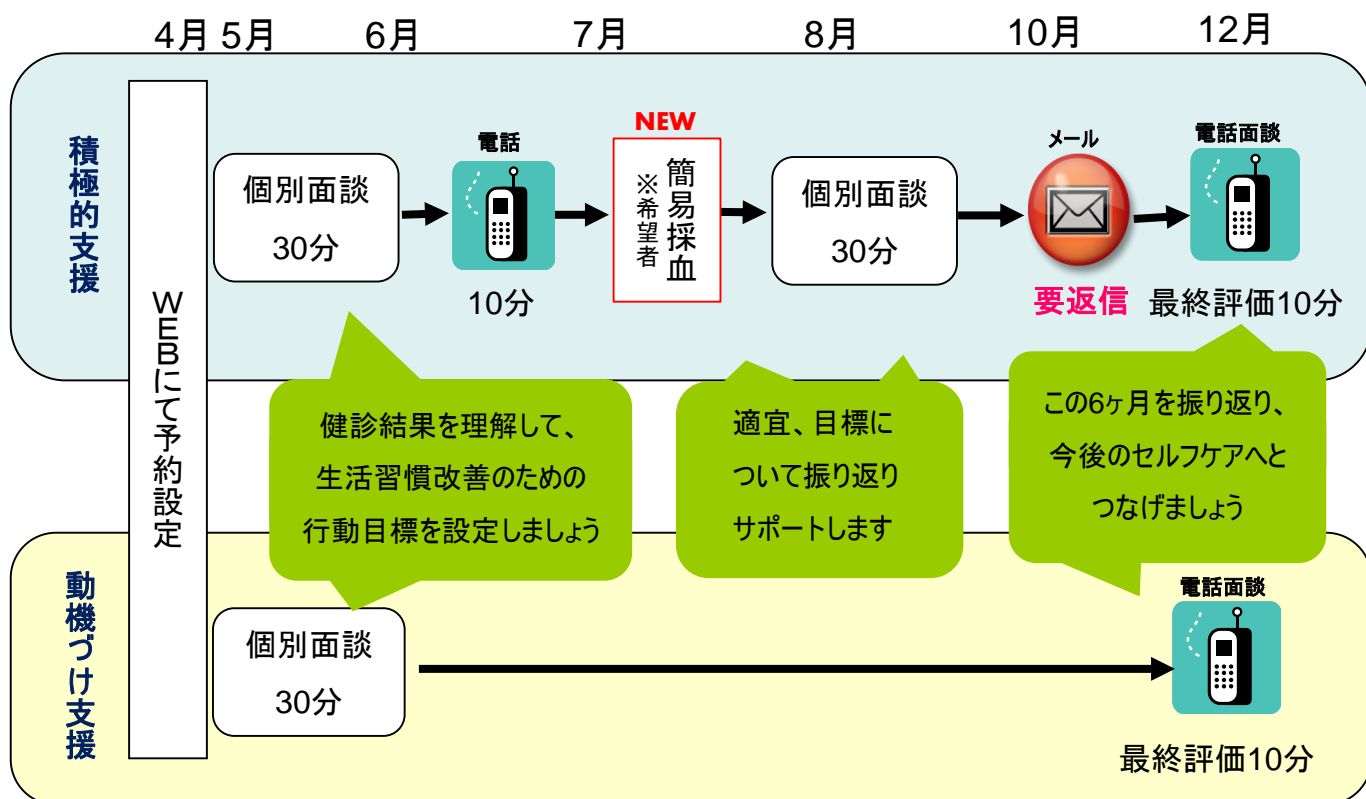 4月 5月 6月 7月 8月 10月 12月
積極的支援
WEBにて予約設定
個別面談
30分
電話
10分
NEW
簡易採血
※希望者
個別面談
30分
メール
要返信
電話面談
最終評価10分
健診結果を理解して、
生活習慣改善のための
行動目標を設定しましょう
適宜、目標に
ついて振り返り
サポートします
この6ヶ月を振り返り、
今後のセルフケアへと
つなげましょう
動機づけ支援
個別面談
30分
電話面談
最終評価10分